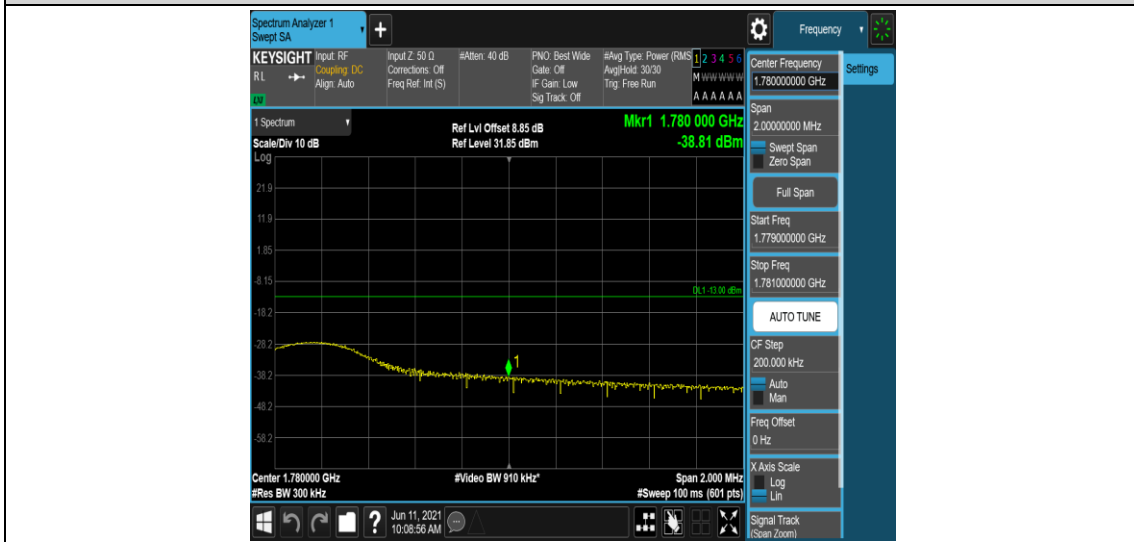 Spectrum Analyzer 1
Swept SA
+
Frequency
KEYSIGHT Input: RF Input Z: 50 Ω #Atten: 40 dB PNO: Best Wide #Avg Type: Power (RMS 1 2 3 4 5 6
R L Coupling: DC Corrections: Off Gate: Off Avg|Hold: 30/30 M W W W W W
Align: Auto Freq Ref: Int (S) IF Gain: Low Trig: Free Run
Sig Track: Off A A A A A A
1 Spectrum
Scale/Div 10 dB
Log
Ref Lvl Offset 8.85 dB
Ref Level 31.85 dBm
Mkr1 1.780 000 GHz
-38.81 dBm
21.9
11.9
1.85
-8.15
DL1 -13.00 dBm
-18.2
-28.2
1
-38.2
-48.2
-58.2
Center 1.780000 GHz #Video BW 910 kHz* Span 2.000 MHz
#Res BW 300 kHz #Sweep 100 ms (601 pts)
? Jun 11, 2021
10:08:56 AM
Center Frequency
1.780000000 GHz
Settings
Span
2.00000000 MHz
Swept Span
Zero Span
Full Span
Start Freq
1.779000000 GHz
Stop Freq
1.781000000 GHz
AUTO TUNE
CF Step
200.000 kHz
Auto
Man
Freq Offset
0 Hz
X Axis Scale
Log
Lin
Signal Track
(Span Zoom)